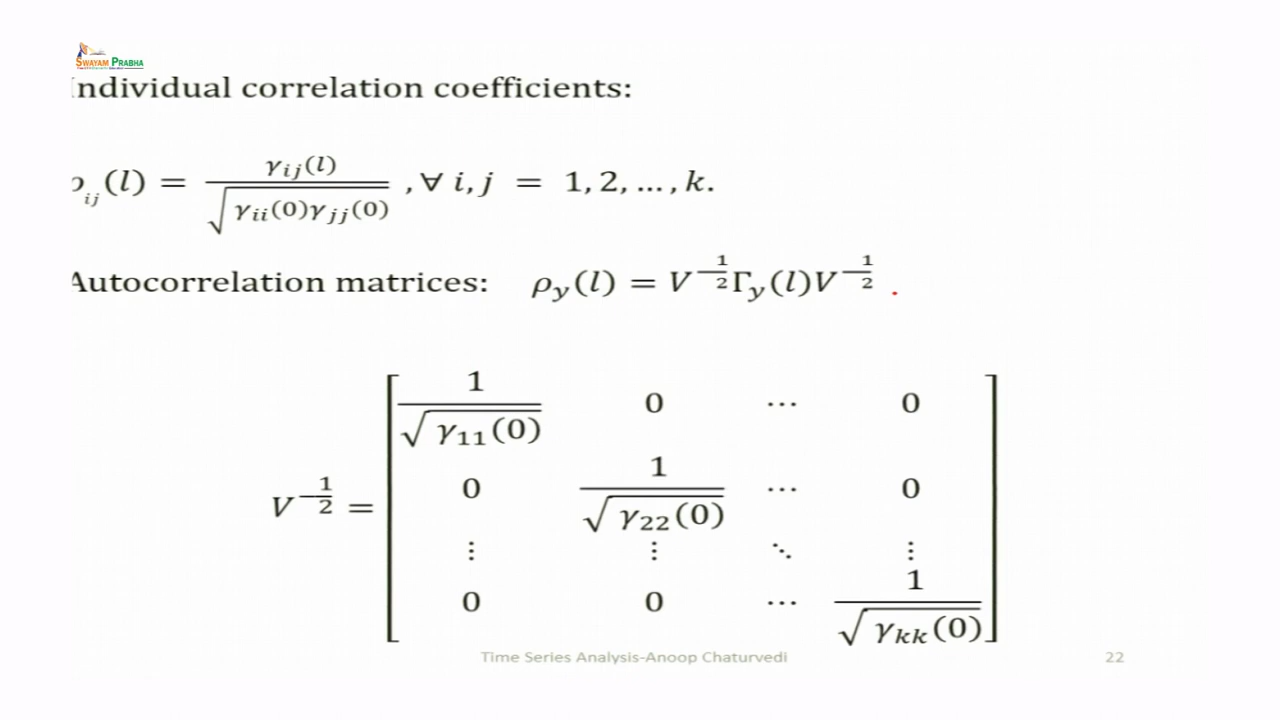 SWAYAM PRABHA
Individual correlation coefficients:
ρ_ij(l) = γ_ij(l) / √(γ_ii(0)γ_jj(0)) , ∀ i, j = 1, 2, …, k.
Autocorrelation matrices: ρ_y(l) = V^(-1/2) Γ_y(l) V^(-1/2) .
V^(-1/2) =
[ 1/√(γ_11(0)) 0 ⋯ 0
0 1/√(γ_22(0)) ⋯ 0
⋮ ⋮ ⋱ ⋮
0 0 ⋯ 1/√(γ_kk(0)) ]
Time Series Analysis-Anoop Chaturvedi
22